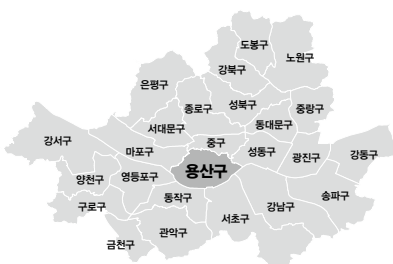 도봉구
노원구
강북구
은평구
종로구
성북구
중랑구
서대문구
동대문구
강서구
마포구
중구
성동구
광진구
강동구
양천구
영등포구
용산구
구로구
동작구
서초구
강남구
송파구
금천구
관악구